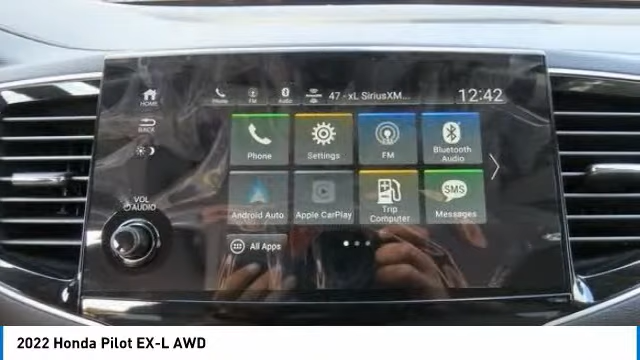 HOME
Phone
FM
Audio
47 - xL SiriusXM...
12:42
BACK
VOL
AUDIO
Phone
Settings
FM
Bluetooth
Audio
Android Auto
Apple CarPlay
Trip
Computer
SMS
Messages
All Apps
2022 Honda Pilot EX-L AWD